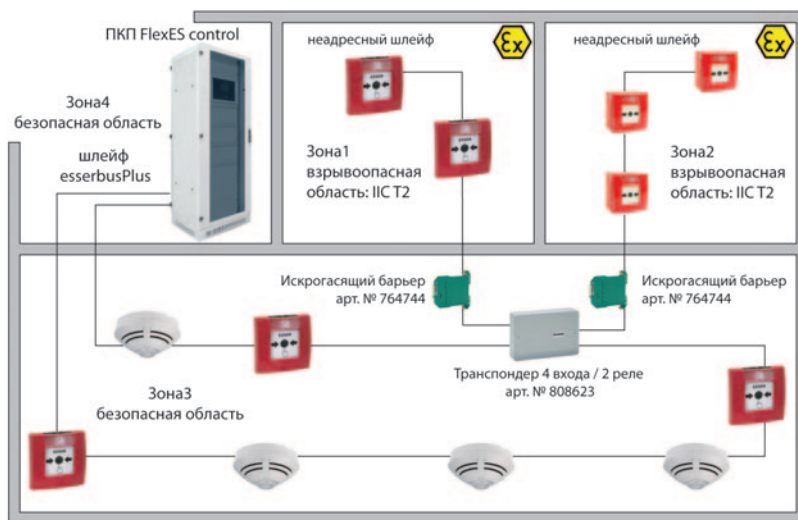 ПКП FlexES control
Зона4
безопасная область
шлейф
esserbusPlus
неадресный шлейф
Ex
Зона1
взрывоопасная
область: IIC T2
неадресный шлейф
Ex
Зона2
взрывоопасная
область: IIC T2
Искрогасящий барьер
арт. № 764744
Искрогасящий барьер
арт. № 764744
Транспондер 4 входа / 2 реле
арт. № 808623
Зона3
безопасная область